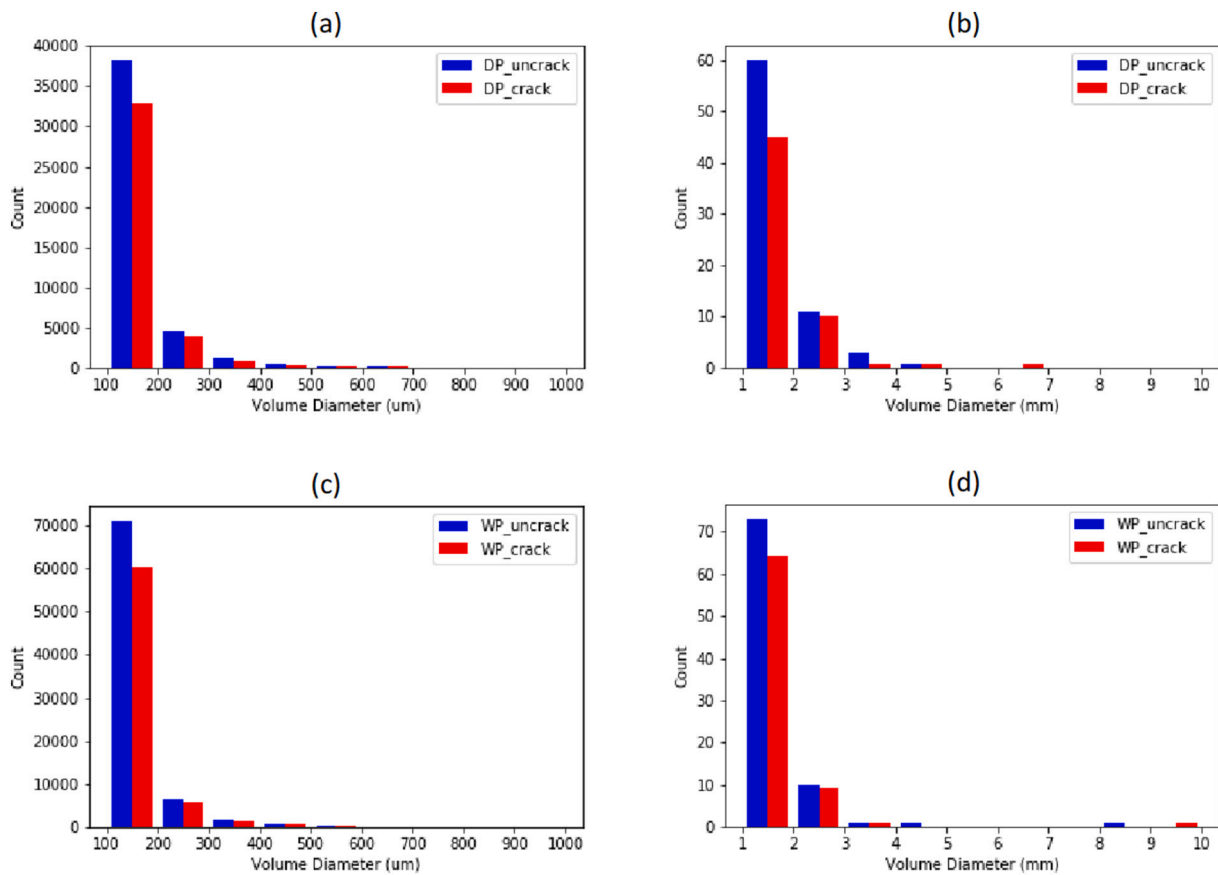 (a)
40000
35000
30000
25000
20000
15000
10000
5000
0
Count
DP_uncrack
DP_crack
100 200 300 400 500 600 700 800 900 1000
Volume Diameter (um)
(b)
60
50
40
30
20
10
0
Count
DP_uncrack
DP_crack
1 2 3 4 5 6 7 8 9 10
Volume Diameter (mm)
(c)
70000
60000
50000
40000
30000
20000
10000
0
Count
WP_uncrack
WP_crack
100 200 300 400 500 600 700 800 900 1000
Volume Diameter (um)
(d)
70
60
50
40
30
20
10
0
Count
WP_uncrack
WP_crack
1 2 3 4 5 6 7 8 9 10
Volume Diameter (mm)